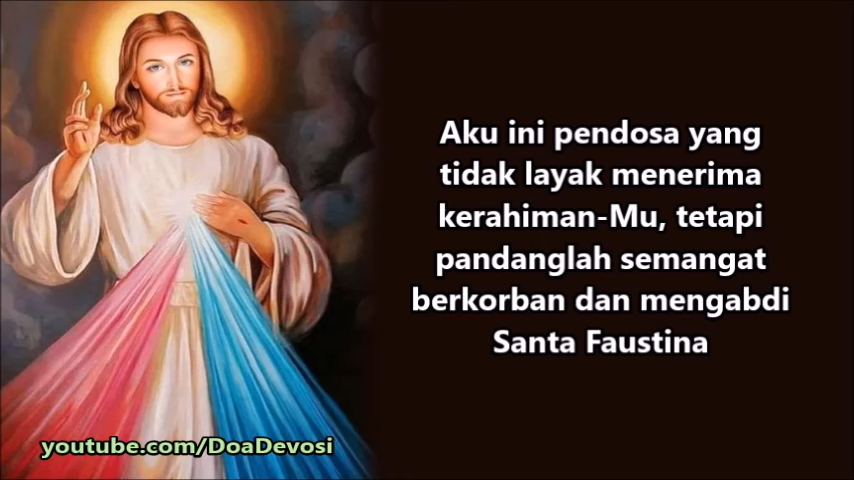 Aku ini pendosa yang
tidak layak menerima
kerahiman-Mu, tetapi
pandanglah semangat
berkorban dan mengabdi
Santa Faustina
youtube.com/DoaDevosi